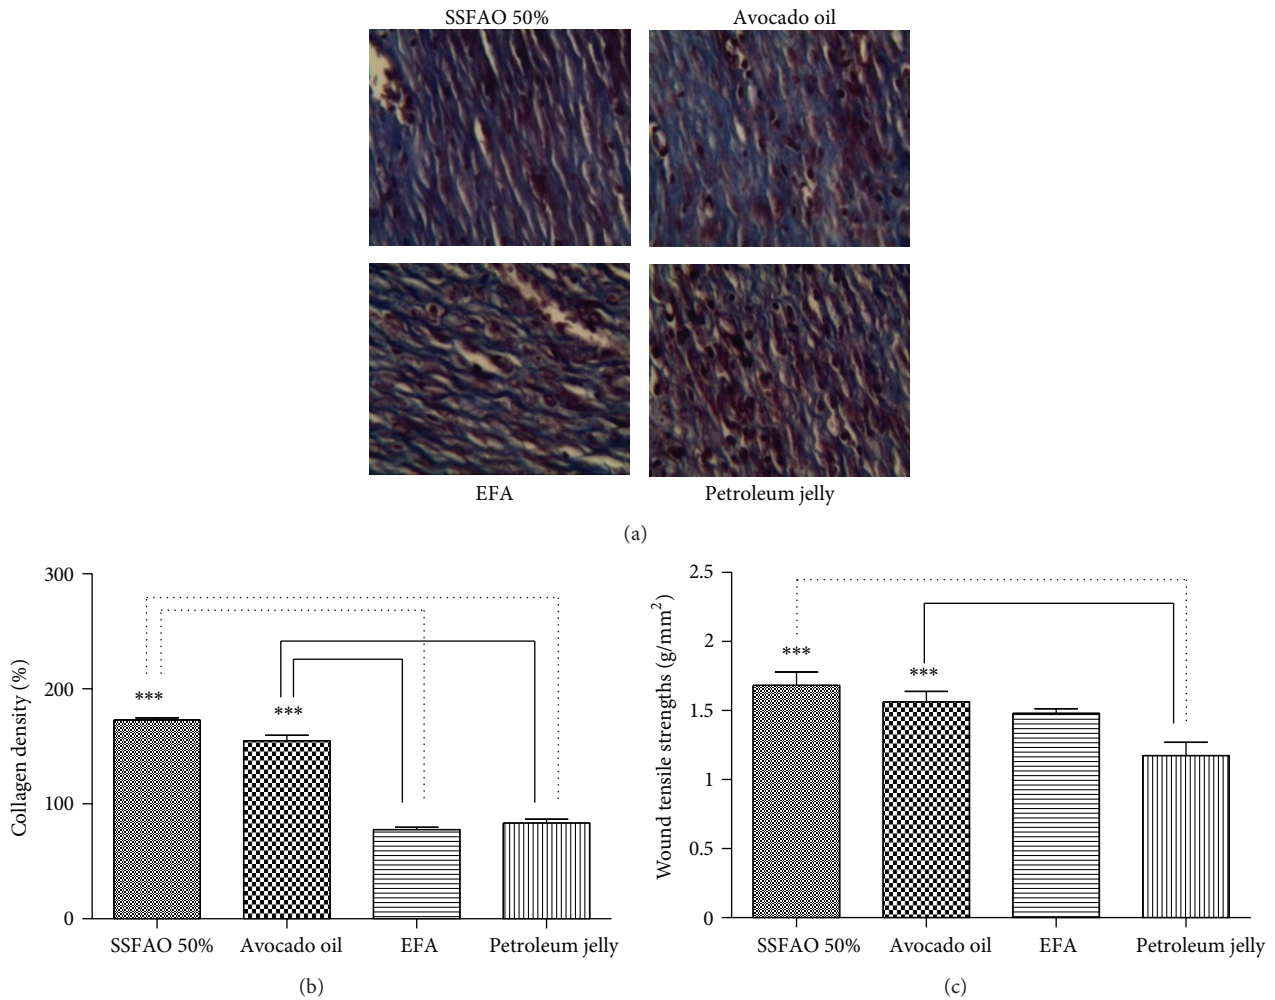 SSFAO 50%
Avocado oil
EFA
Petroleum jelly
(a)
300
200
100
0
Collagen density (%)
***
***
SSFAO 50%
Avocado oil
EFA
Petroleum jelly
(b)
2.5
2
1.5
1
0.5
0
Wound tensile strengths (g/mm²)
***
***
SSFAO 50%
Avocado oil
EFA
Petroleum jelly
(c)